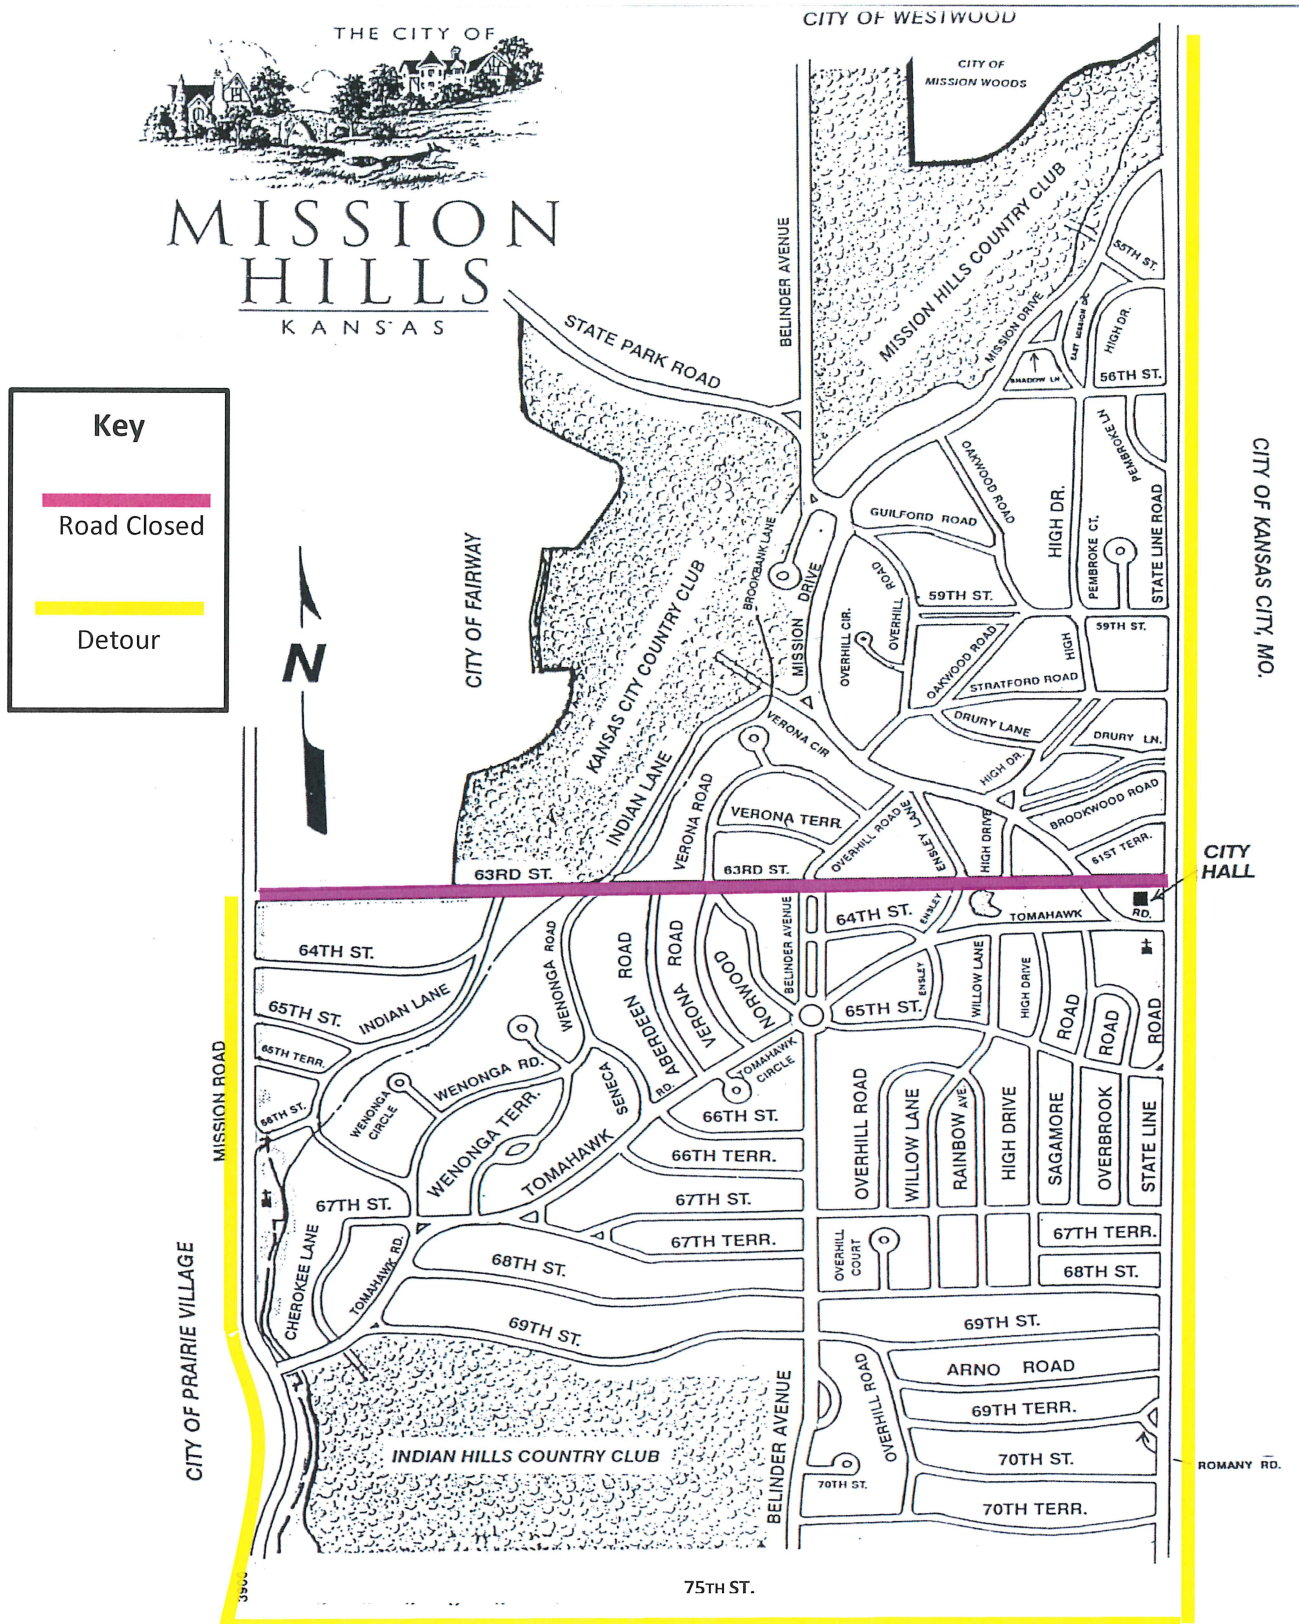 CITY OF WESTWOOD
THE CITY OF
MISSION
HILLS
KANSAS
CITY OF
MISSION WOODS
MISSION HILLS COUNTRY CLUB
BELINDER AVENUE
STATE PARK ROAD
55TH ST.
MISSION DRIVE
EAST MISSION DR.
HIGH DR.
SHADOW LN
56TH ST.
Key
Road Closed
Detour
N
CITY OF FAIRWAY
KANSAS CITY COUNTRY CLUB
BROOKBANK LANE
MISSION DRIVE
GUILFORD ROAD
OAKWOOD ROAD
HIGH DR.
PEMBROKE LN
PEMBROKE CT.
STATE LINE ROAD
CITY OF KANSAS CITY, MO.
59TH ST.
59TH ST.
OVERHILL ROAD
OVERHILL CIR.
OAKWOOD ROAD
HIGH
STRATFORD ROAD
DRURY LANE
DRURY LN.
HIGH DR.
VERONA CIR
INDIAN LANE
VERONA ROAD
VERONA TERR.
OVERHILL ROAD
ENSLEY LANE
HIGH DRIVE
BROOKWOOD ROAD
61ST TERR.
CITY
HALL
63RD ST.
63RD ST.
64TH ST.
ENSLEY
TOMAHAWK
RD.
64TH ST.
INDIAN LANE
65TH ST.
65TH TERR.
66TH ST.
WENONGA ROAD
ABERDEEN ROAD
VERONA ROAD
NORWOOD
BELINDER AVENUE
65TH ST.
ENSLEY
WILLOW LANE
HIGH DRIVE
ROAD
ROAD
ROAD
MISSION ROAD
WENONGA RD.
WENONGA
CIRCLE
WENONGA TERR.
SENECA
TOMAHAWK
RD.
TOMAHAWK
CIRCLE
66TH ST.
66TH TERR.
67TH ST.
67TH TERR.
OVERHILL ROAD
WILLOW LANE
RAINBOW AVE
HIGH DRIVE
SAGAMORE
OVERBROOK
STATE LINE
67TH ST.
CHEROKEE LANE
TOMAHAWK RD.
68TH ST.
OVERHILL
COURT
67TH TERR.
68TH ST.
69TH ST.
69TH ST.
CITY OF PRAIRIE VILLAGE
INDIAN HILLS COUNTRY CLUB
BELINDER AVENUE
OVERHILL ROAD
ARNO ROAD
69TH TERR.
70TH ST.
70TH ST.
70TH TERR.
ROMANY RD.
3900
75TH ST.